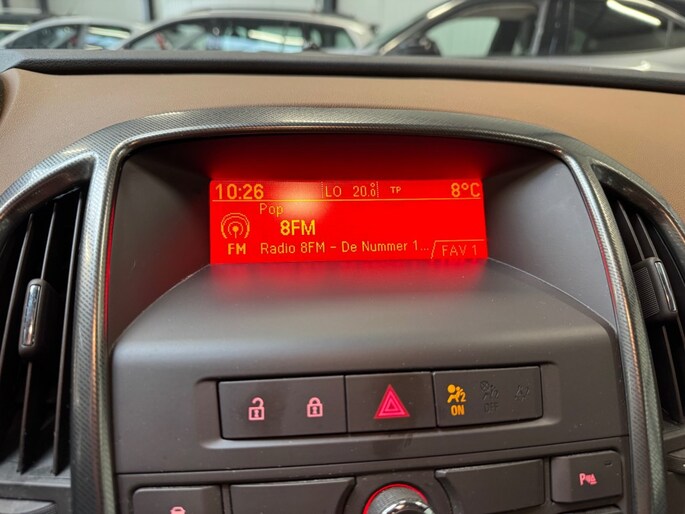 10:26 LO 20.0 TP 8°C
Pop
8FM
FM Radio 8FM - De Nummer 1... FAV 1
2
ON OFF
P